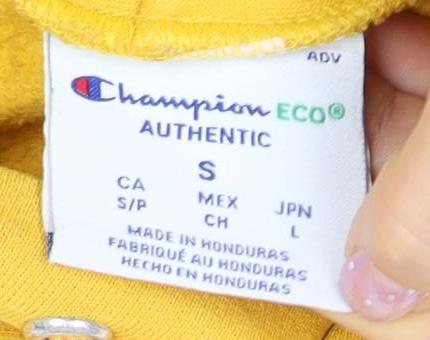 ADV
Champion ECO®
AUTHENTIC
S
CA MEX JPN
S/P CH L
MADE IN HONDURAS
FABRIQUÉ AU HONDURAS
HECHO EN HONDURAS